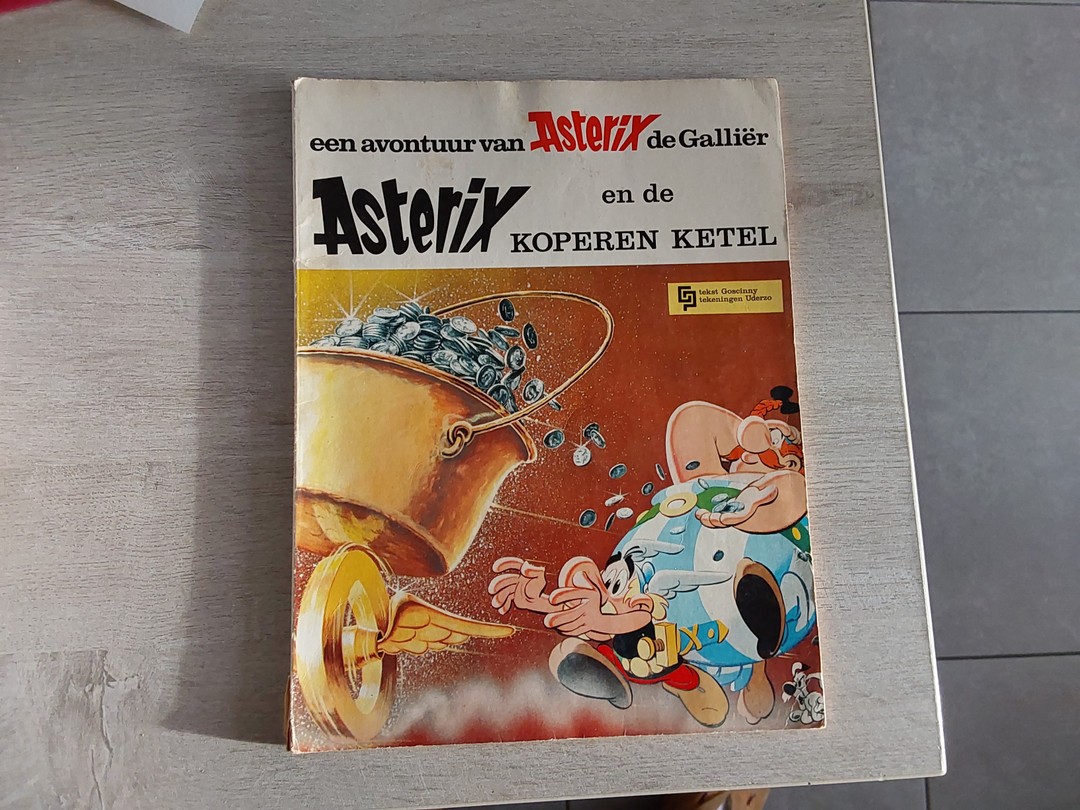 een avontuur van Asterix de Galliër
Asterix en de
KOPEREN KETEL
tekst Goscinny
tekeningen Uderzo